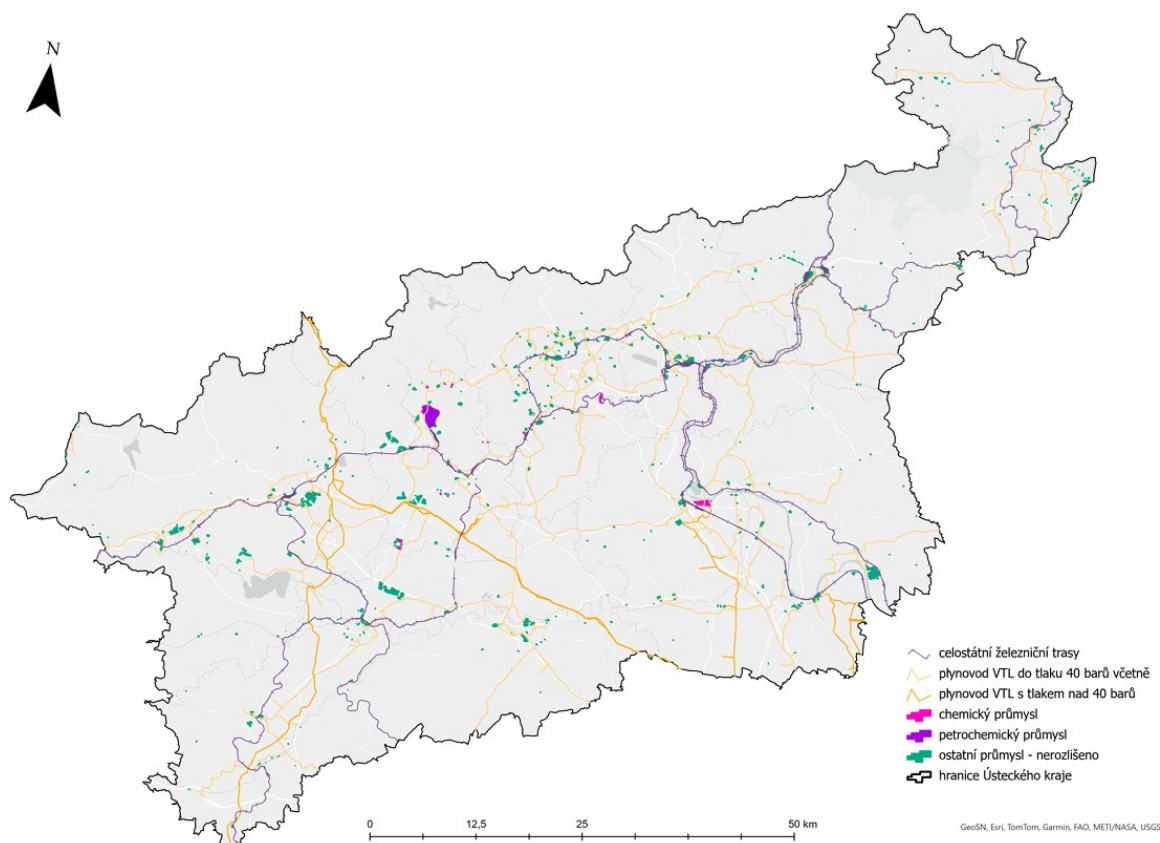 N
celostátní železniční trasy
plynovod VTL do tlaku 40 barů včetně
plynovod VTL s tlakem nad 40 barů
chemický průmysl
petrochemický průmysl
ostatní průmysl - nerozlišeno
hranice Ústeckého kraje
0 12,5 25 50 km
GeoSN, Esri, TomTom, Garmin, FAO, METI/NASA, USGS